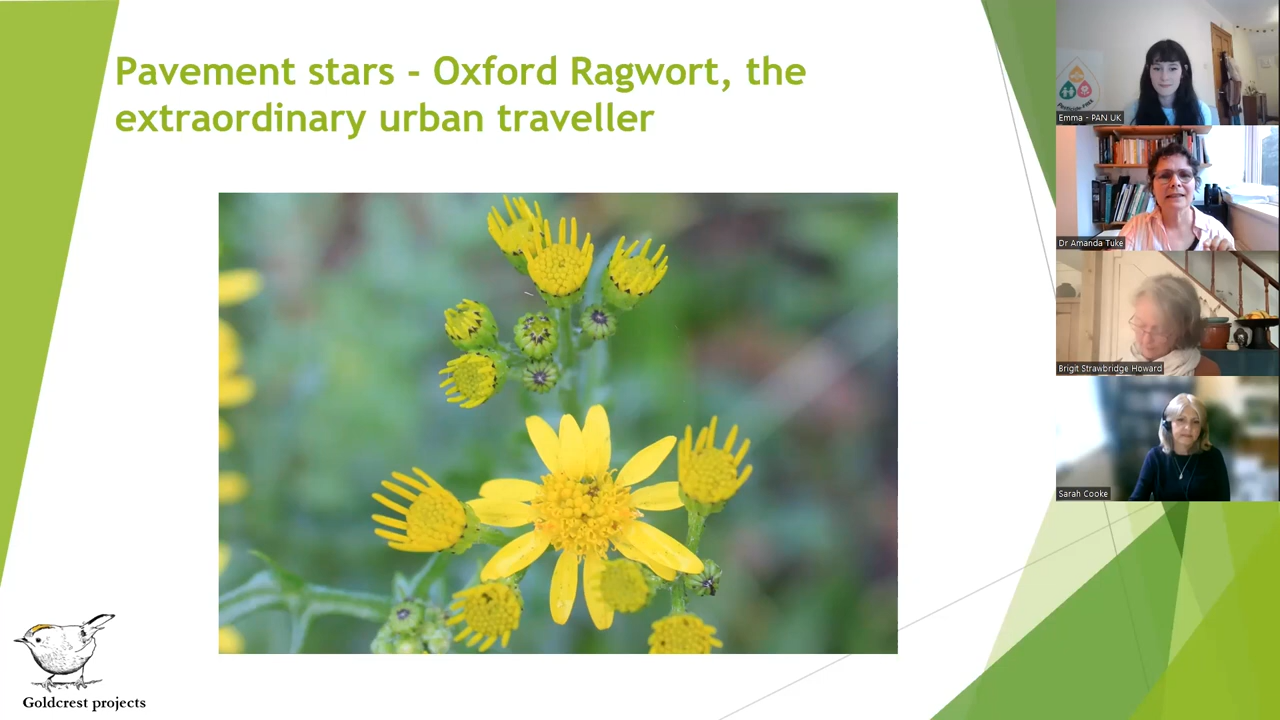 Pavement stars - Oxford Ragwort, the
extraordinary urban traveller
Goldcrest projects
Emma - PAN UK
Dr Amanda Tuke
Brigit Strawbridge Howard
Sarah Cooke